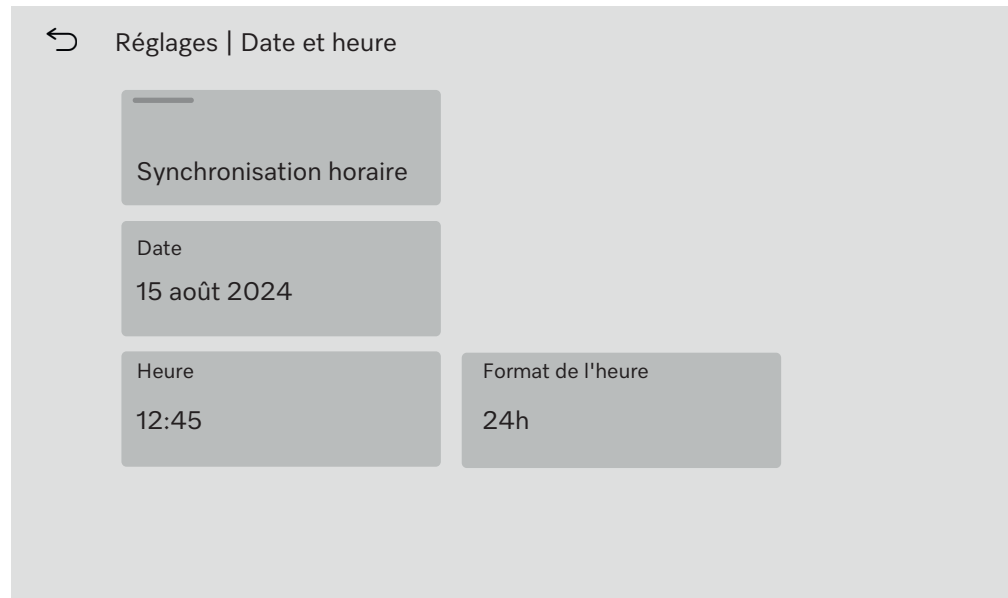 Réglages | Date et heure
Synchronisation horaire
Date
15 août 2024
Heure
12:45
Format de l'heure
24h